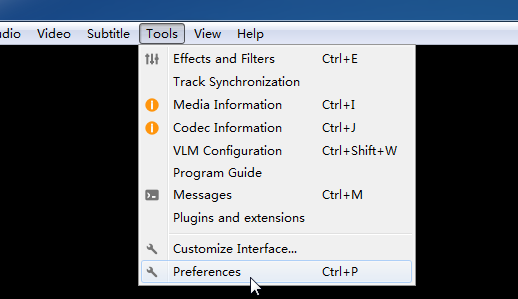 Video Subtitle Tools View Help
Effects and Filters Ctrl+E
Track Synchronization
Media Information Ctrl+I
Codec Information Ctrl+J
VLM Configuration Ctrl+Shift+W
Program Guide
Messages Ctrl+M
Plugins and extensions
Customize Interface...
Preferences Ctrl+P